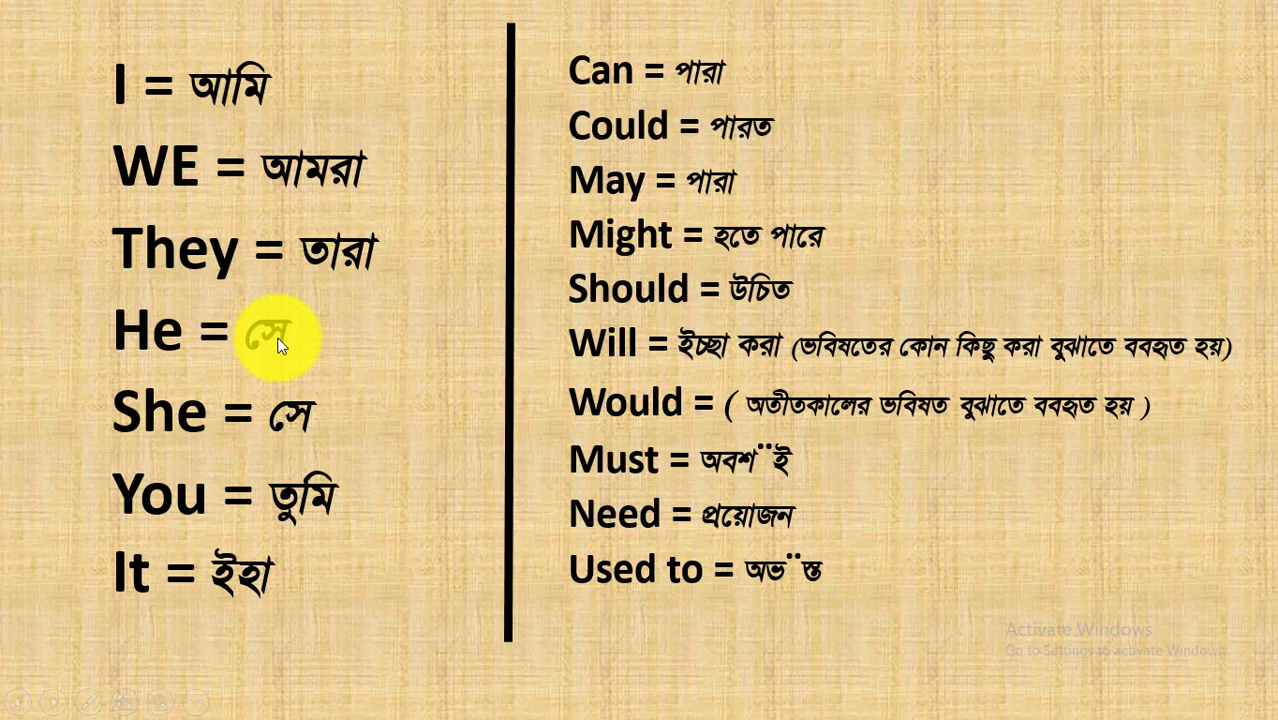 I = আমি
WE = আমরা
They = তারা
He = সে
She = সে
You = তুমি
It = ইহা
Can = পারা
Could = পারত
May = পারা
Might = হতে পারে
Should = উচিত
Will = ইচ্ছা করা (ভবিষতের কোন কিছু করা বুঝাতে ববহৃত হয়)
Would = ( অতীতকালের ভবিষত বুঝাতে ববহৃত হয় )
Must = অবশ¨ই
Need = প্রয়োজন
Used to = অভ¨স্ত
Activate Windows
Go to Settings to activate Windows.